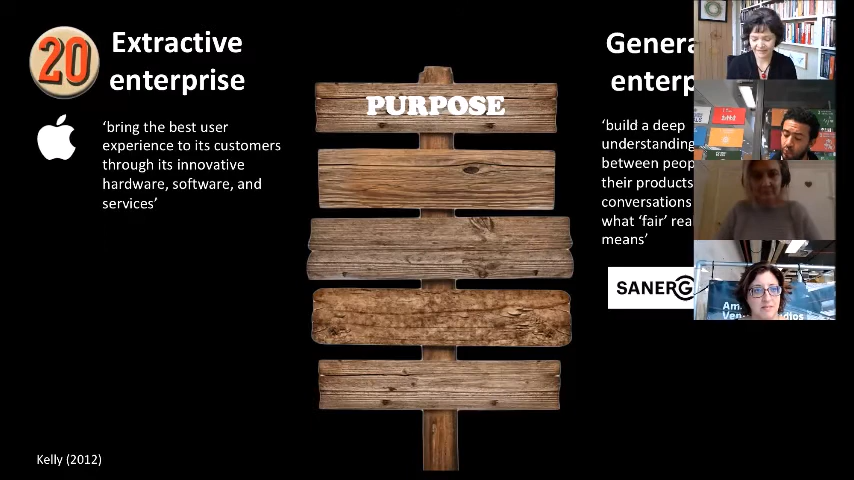 20
Extractive
enterprise
'bring the best user
experience to its customers
through its innovative
hardware, software, and
services'
PURPOSE
Genera
enterp
'build a deep
understanding
between peop
their products
conversations
what 'fair' rea
means'
SANERG
Kelly (2012)